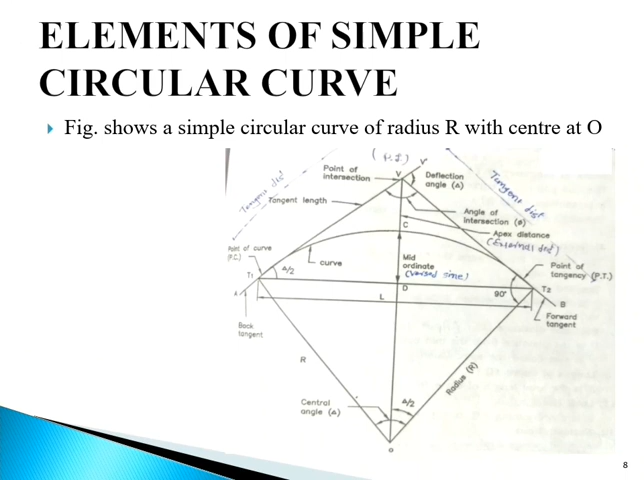 ELEMENTS OF SIMPLE
CIRCULAR CURVE
Fig. shows a simple circular curve of radius R with centre at O
(P.I)
V'
Point of
intersection
V
Deflection
angle (Δ)
Tangent dist
Tangent dist
Tangent length
Angle of
intersection (ø)
C
Apex distance
(External dist)
Point of curve
(P.C.)
curve
Mid
ordinate
(versed sine)
Point of
tangency (P.T.)
T1
Δ/2
D
90°
T2
A
L
B
Back
tangent
Forward
tangent
R
Radius (R)
Central
angle (Δ)
Δ/2
O
8